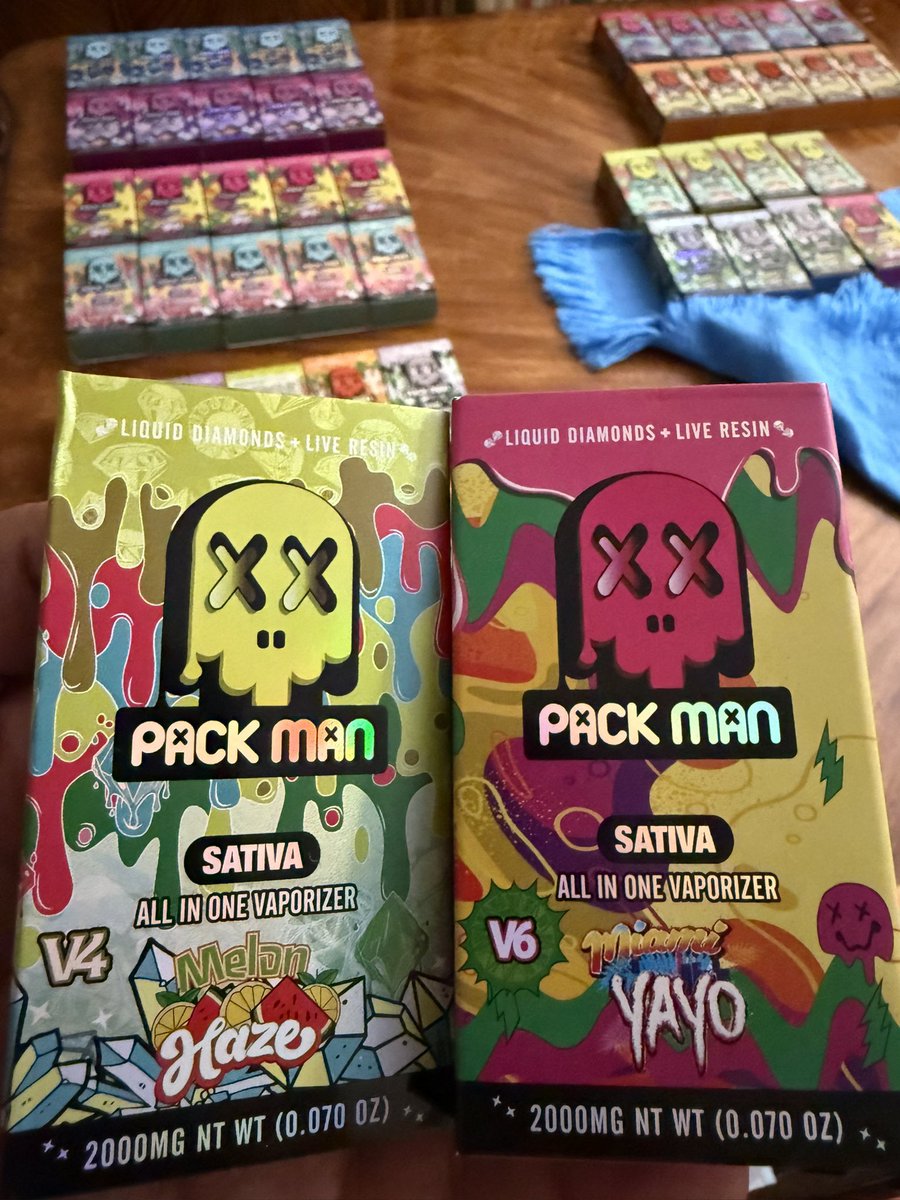 LIQUID DIAMONDS + LIVE RESIN
PACK MAN
SATIVA
ALL IN ONE VAPORIZER
V4
Melon
Haze
2000MG NT WT (0.070 OZ)
LIQUID DIAMONDS + LIVE RESIN
PACK MAN
SATIVA
ALL IN ONE VAPORIZER
V6
Miami
YAYO
2000MG NT WT (0.070 OZ)